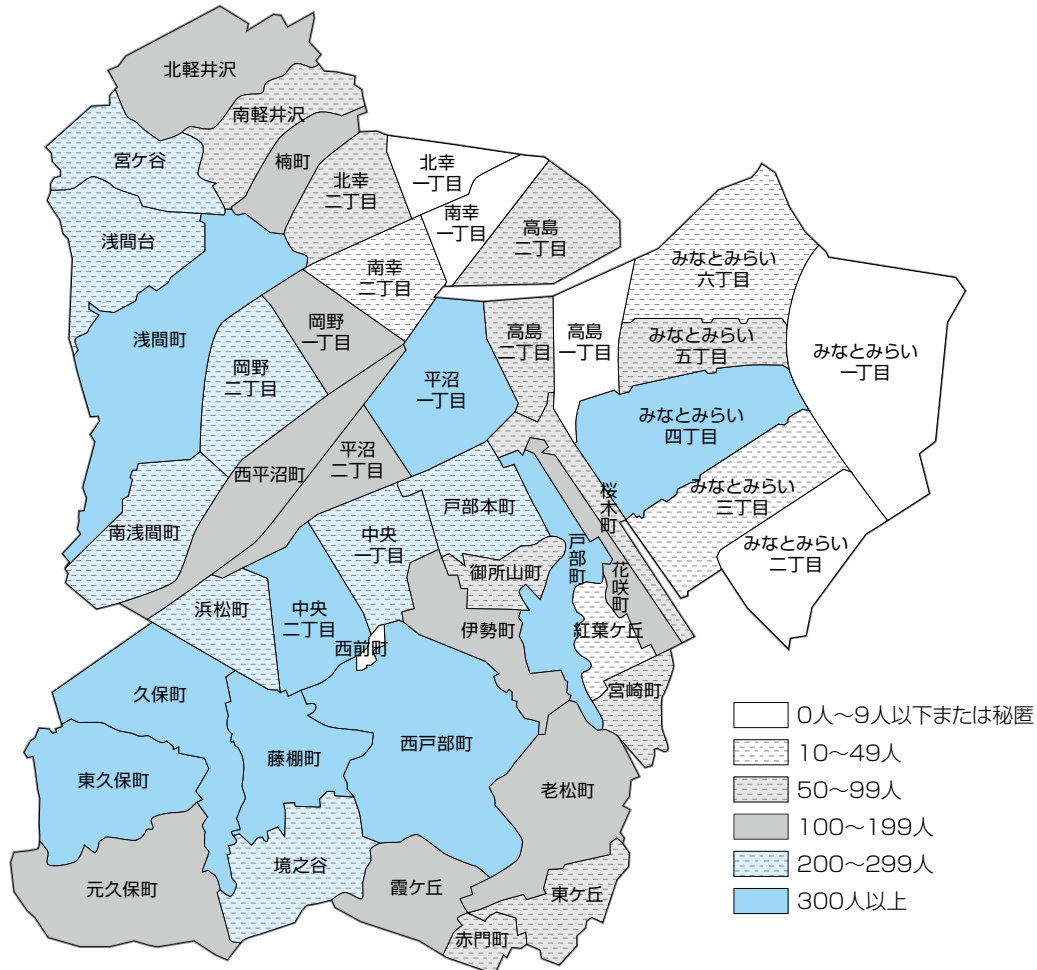 北軽井沢
南軽井沢
宮ケ谷
楠町
北幸
一丁目
北幸
二丁目
南幸
一丁目
高島
二丁目
浅間台
南幸
二丁目
みなとみらい
六丁目
浅間町
岡野
一丁目
高島
二丁目
高島
一丁目
みなとみらい
五丁目
みなとみらい
一丁目
岡野
二丁目
平沼
一丁目
みなとみらい
四丁目
西平沼町
平沼
二丁目
みなとみらい
三丁目
桜木町
戸部本町
南浅間町
中央
一丁目
みなとみらい
二丁目
戸部町
御所山町
花咲町
浜松町
中央
二丁目
伊勢町
紅葉ケ丘
西前町
久保町
宮崎町
西戸部町
藤棚町
東久保町
老松町
境之谷
元久保町
霞ケ丘
東ケ丘
赤門町
0人～9人以下または秘匿
10～49人
50～99人
100～199人
200～299人
300人以上